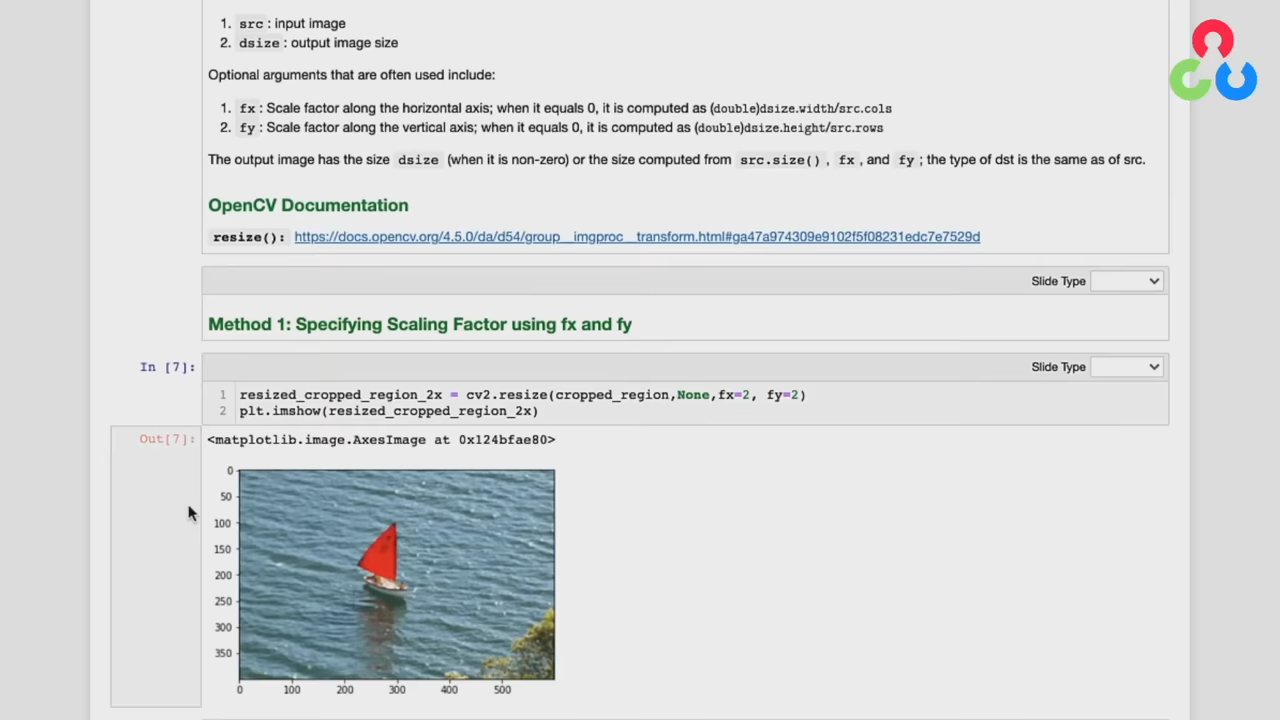 1. src : input image
2. dsize : output image size
Optional arguments that are often used include:
1. fx : Scale factor along the horizontal axis; when it equals 0, it is computed as (double)dsize.width/src.cols
2. fy : Scale factor along the vertical axis; when it equals 0, it is computed as (double)dsize.height/src.rows
The output image has the size dsize (when it is non-zero) or the size computed from src.size() , fx , and fy ; the type of dst is the same as of src.
OpenCV Documentation
resize(): https://docs.opencv.org/4.5.0/da/d54/group__imgproc__transform.html#ga47a974309e9102f5f08231edc7e7529d
Slide Type
Method 1: Specifying Scaling Factor using fx and fy
In [7]:
Slide Type
1 resized_cropped_region_2x = cv2.resize(cropped_region,None,fx=2, fy=2)
2 plt.imshow(resized_cropped_region_2x)
Out[7]: <matplotlib.image.AxesImage at 0x124bfae80>
0
50
100
150
200
250
300
350
0 100 200 300 400 500